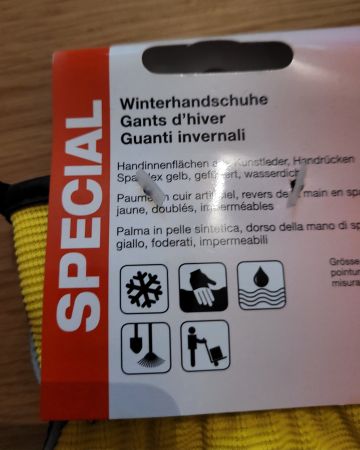 SPECIAL
Winterhandschuhe
Gants d'hiver
Guanti invernali
Handinnenflächen aus Kunstleder, Handrücken
Spandex gelb, gefüttert, wasserdicht
Paume en cuir artificiel, revers de la main en
jaune, doublés, imperméables
Palma in pelle sintetica, dorso della mano di
giallo, foderati, impermeabili
Grösse
pointure
misura